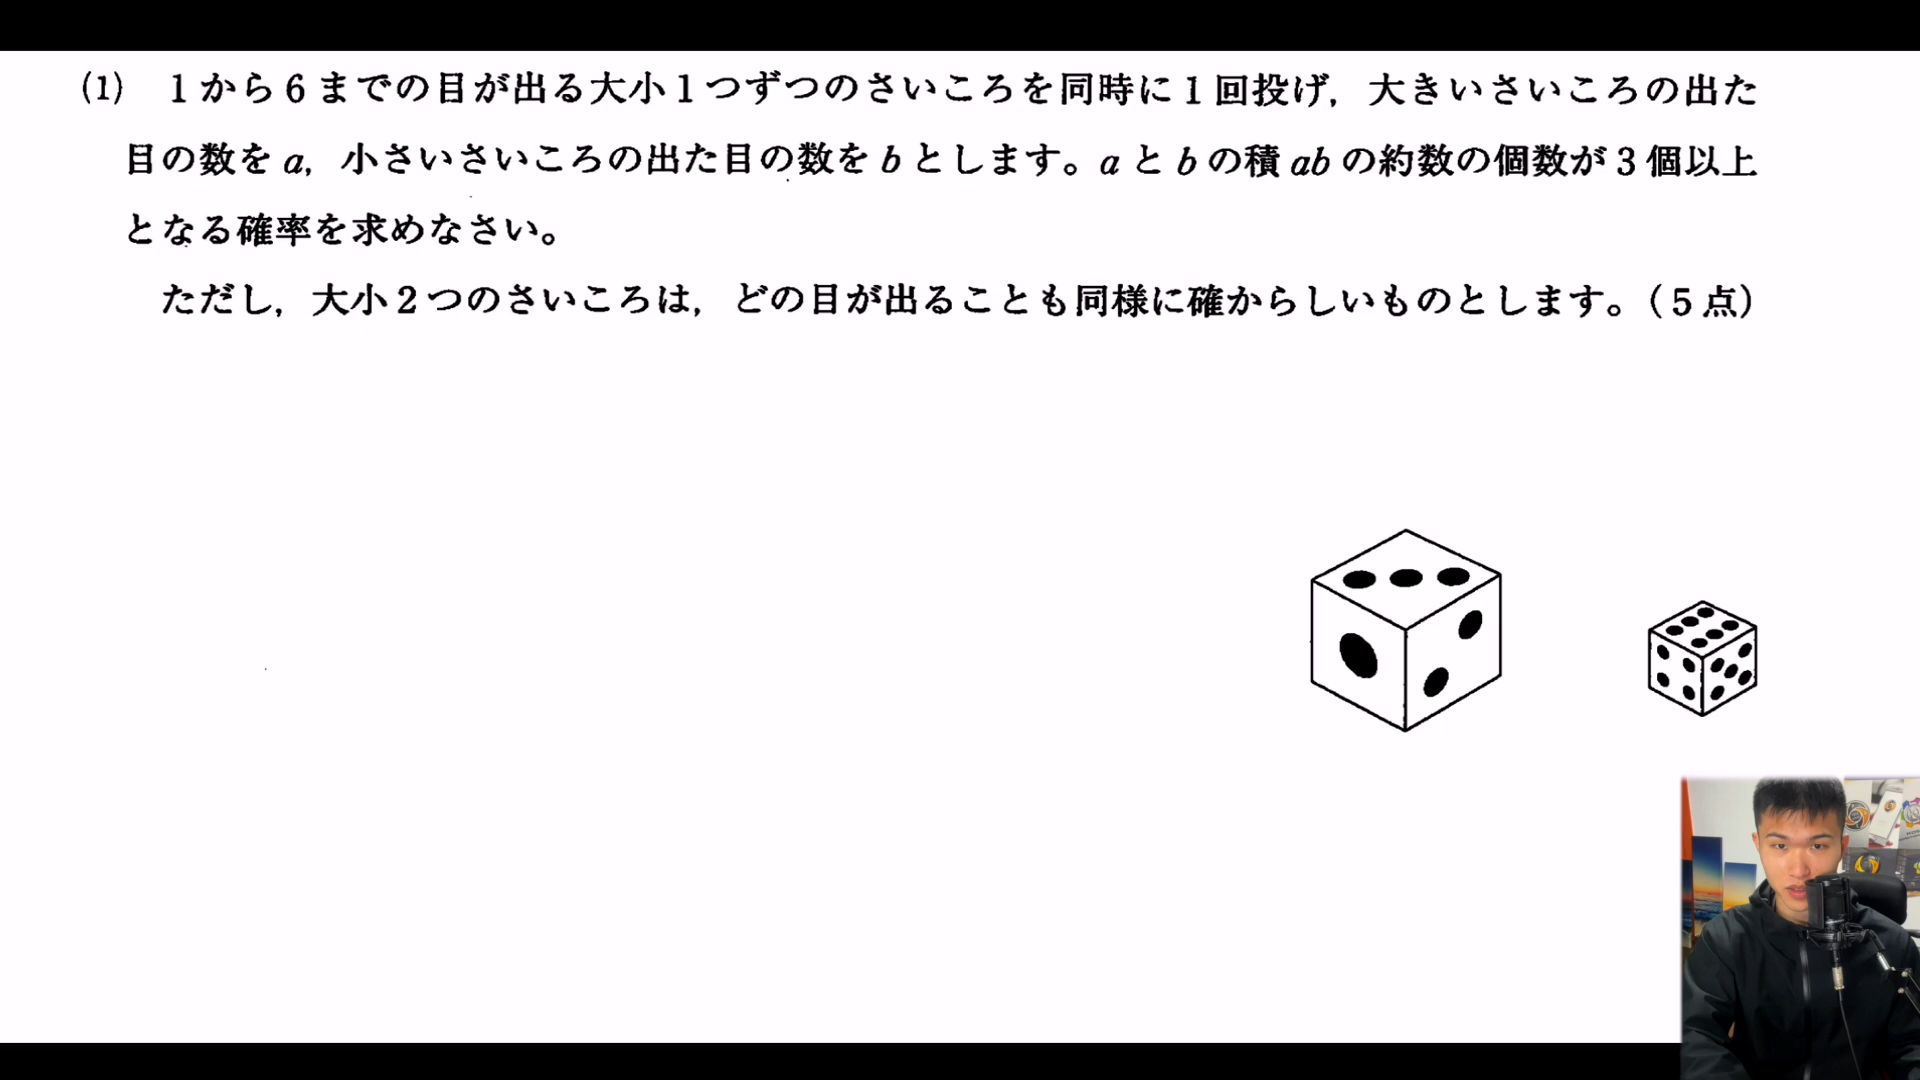 (1) 1から6までの目が出る大小1つずつのさいころを同時に1回投げ，大きいさいころの出た
目の数をa，小さいさいころの出た目の数をbとします。aとbの積abの約数の個数が3個以上
となる確率を求めなさい。
ただし，大小2つのさいころは，どの目が出ることも同様に確からしいものとします。（5点）